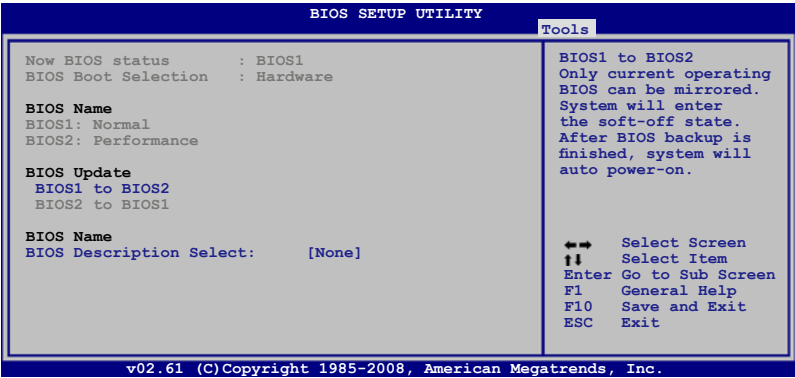 BIOS SETUP UTILITY
Tools
Now BIOS status : BIOS1
BIOS Boot Selection : Hardware
BIOS Name
BIOS1: Normal
BIOS2: Performance
BIOS Update
BIOS1 to BIOS2
BIOS2 to BIOS1
BIOS Name
BIOS Description Select: [None]
BIOS1 to BIOS2
Only current operating
BIOS can be mirrored.
System will enter
the soft-off state.
After BIOS backup is
finished, system will
auto power-on.
←→ Select Screen
↑↓ Select Item
Enter Go to Sub Screen
F1 General Help
F10 Save and Exit
ESC Exit
v02.61 (C)Copyright 1985-2008, American Megatrends, Inc.